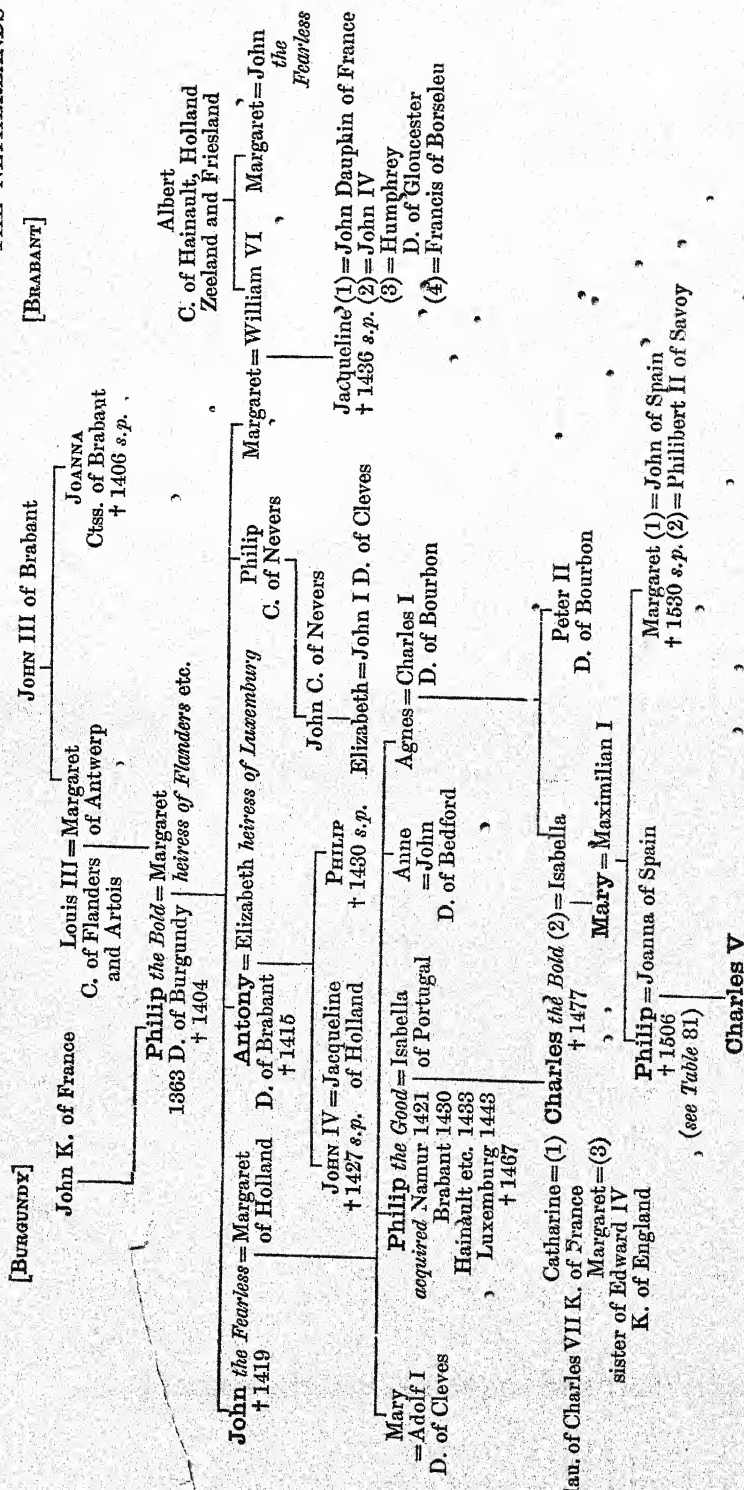 THE NETHERLANDS
[BURGUNDY]
[BRABANT]
JOHN III of Brabant
John K. of France
Louis III = Margaret
C. of Flanders of Antwerp
and Artois
JOANNA
Ctss. of Brabant
† 1406 s.p.
Albert
C. of Hainault, Holland
Zeeland and Friesland
Philip the Bold = Margaret
1363 D. of Burgundy heiress of Flanders etc.
† 1404
John the Fearless = Margaret
† 1419 of Holland
Antony = Elizabeth heiress of Luxemburg
D. of Brabant
† 1415
Philip
C. of Nevers
Margaret = William VI
Margaret = John
the
Fearless
JOHN IV = Jacqueline
† 1427 s.p. of Holland
PHILIP
† 1430 s.p.
John C. of Nevers
Elizabeth = John I D. of Cleves
Jacqueline (1) = John Dauphin of France
† 1436 s.p. (2) = John IV
(3) = Humphrey
D. of Gloucester
(4) = Francis of Borseleu
Mary
= Adolf I
D. of Cleves
Philip the Good = Isabella
acquired Namur 1421 of Portugal
Brabant 1430
Hainault etc. 1433
Luxemburg 1443
† 1467
Anne
= John
D. of Bedford
Agnes = Charles I
D. of Bourbon
Catharine = (1) Charles the Bold (2) = Isabella
dau. of Charles VII K. of France † 1477
Margaret = (3)
sister of Edward IV
K. of England
Peter II
D. of Bourbon
Mary = Maximilian I
Philip = Joanna of Spain
† 1506
(see Table 31)
Margaret (1) = John of Spain
† 1530 s.p. (2) = Philibert II of Savoy
Charles V